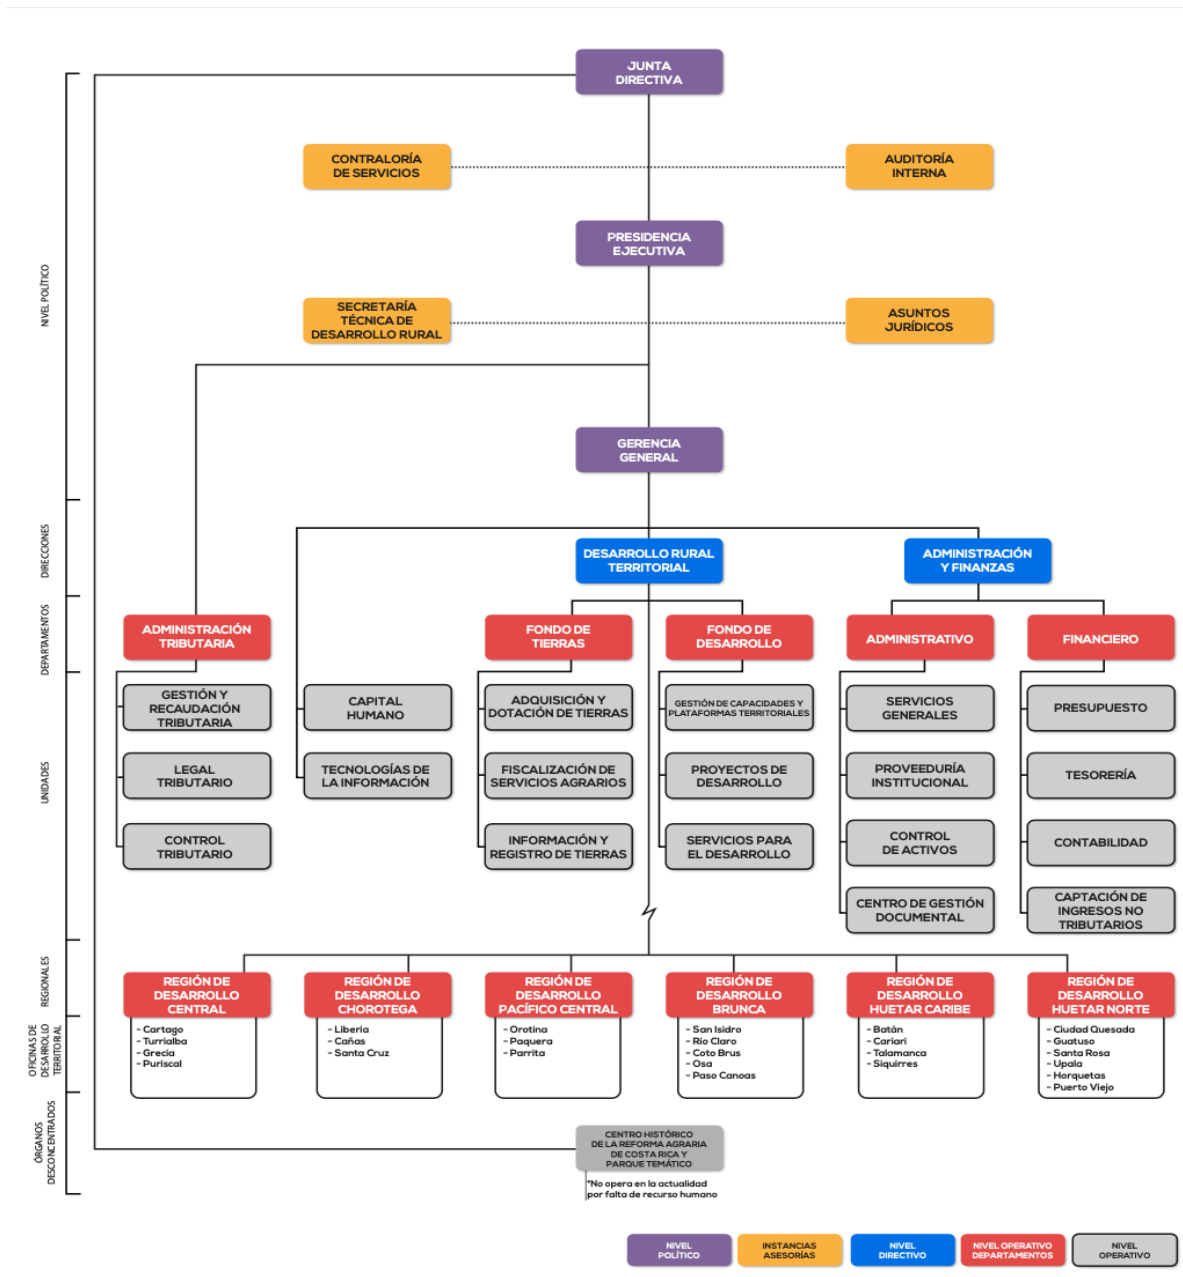 JUNTA
DIRECTIVA
CONTRALORÍA
DE SERVICIOS
AUDITORÍA
INTERNA
PRESIDENCIA
EJECUTIVA
SECRETARÍA
TÉCNICA DE
DESARROLLO RURAL
ASUNTOS
JURÍDICOS
NIVEL POLÍTICO
GERENCIA
GENERAL
DIRECCIONES
DESARROLLO RURAL
TERRITORIAL
ADMINISTRACIÓN
Y FINANZAS
DEPARTAMENTOS
ADMINISTRACIÓN
TRIBUTARIA
FONDO DE
TIERRAS
FONDO DE
DESARROLLO
ADMINISTRATIVO
FINANCIERO
UNIDADES
GESTIÓN Y
RECAUDACIÓN
TRIBUTARIA
LEGAL
TRIBUTARIO
CONTROL
TRIBUTARIO
CAPITAL
HUMANO
TECNOLOGÍAS DE
LA INFORMACIÓN
ADQUISICIÓN Y
DOTACIÓN DE TIERRAS
FISCALIZACIÓN DE
SERVICIOS AGRARIOS
INFORMACIÓN Y
REGISTRO DE TIERRAS
GESTIÓN DE CAPACIDADES Y
PLATAFORMAS TERRITORIALES
PROYECTOS DE
DESARROLLO
SERVICIOS PARA
EL DESARROLLO
SERVICIOS
GENERALES
PROVEEDURÍA
INSTITUCIONAL
CONTROL
DE ACTIVOS
CENTRO DE GESTIÓN
DOCUMENTAL
PRESUPUESTO
TESORERÍA
CONTABILIDAD
CAPTACIÓN DE
INGRESOS NO
TRIBUTARIOS
REGIONALES
OFICINAS DE
DESARROLLO
TERRITORIAL
REGIÓN DE
DESARROLLO
CENTRAL
- Cartago
- Turrialba
- Grecia
- Puriscal
REGIÓN DE
DESARROLLO
CHOROTEGA
- Liberia
- Cañas
- Santa Cruz
REGIÓN DE
DESARROLLO
PACÍFICO CENTRAL
- Orotina
- Paquera
- Parrita
REGIÓN DE
DESARROLLO
BRUNCA
- San Isidro
- Río Claro
- Coto Brus
- Osa
- Paso Canoas
REGIÓN DE
DESARROLLO
HUETAR CARIBE
- Batán
- Cariari
- Talamanca
- Siquirres
REGIÓN DE
DESARROLLO
HUETAR NORTE
- Ciudad Quesada
- Guatuso
- Santa Rosa
- Upala
- Horquetas
- Puerto Viejo
ÓRGANOS
DESCONCENTRADOS
CENTRO HISTÓRICO
DE LA REFORMA AGRARIA
DE COSTA RICA Y
PARQUE TEMÁTICO
*No opera en la actualidad
por falta de recurso humano
NIVEL
POLÍTICO
INSTANCIAS
ASESORÍAS
NIVEL
DIRECTIVO
NIVEL OPERATIVO
DEPARTAMENTOS
NIVEL
OPERATIVO